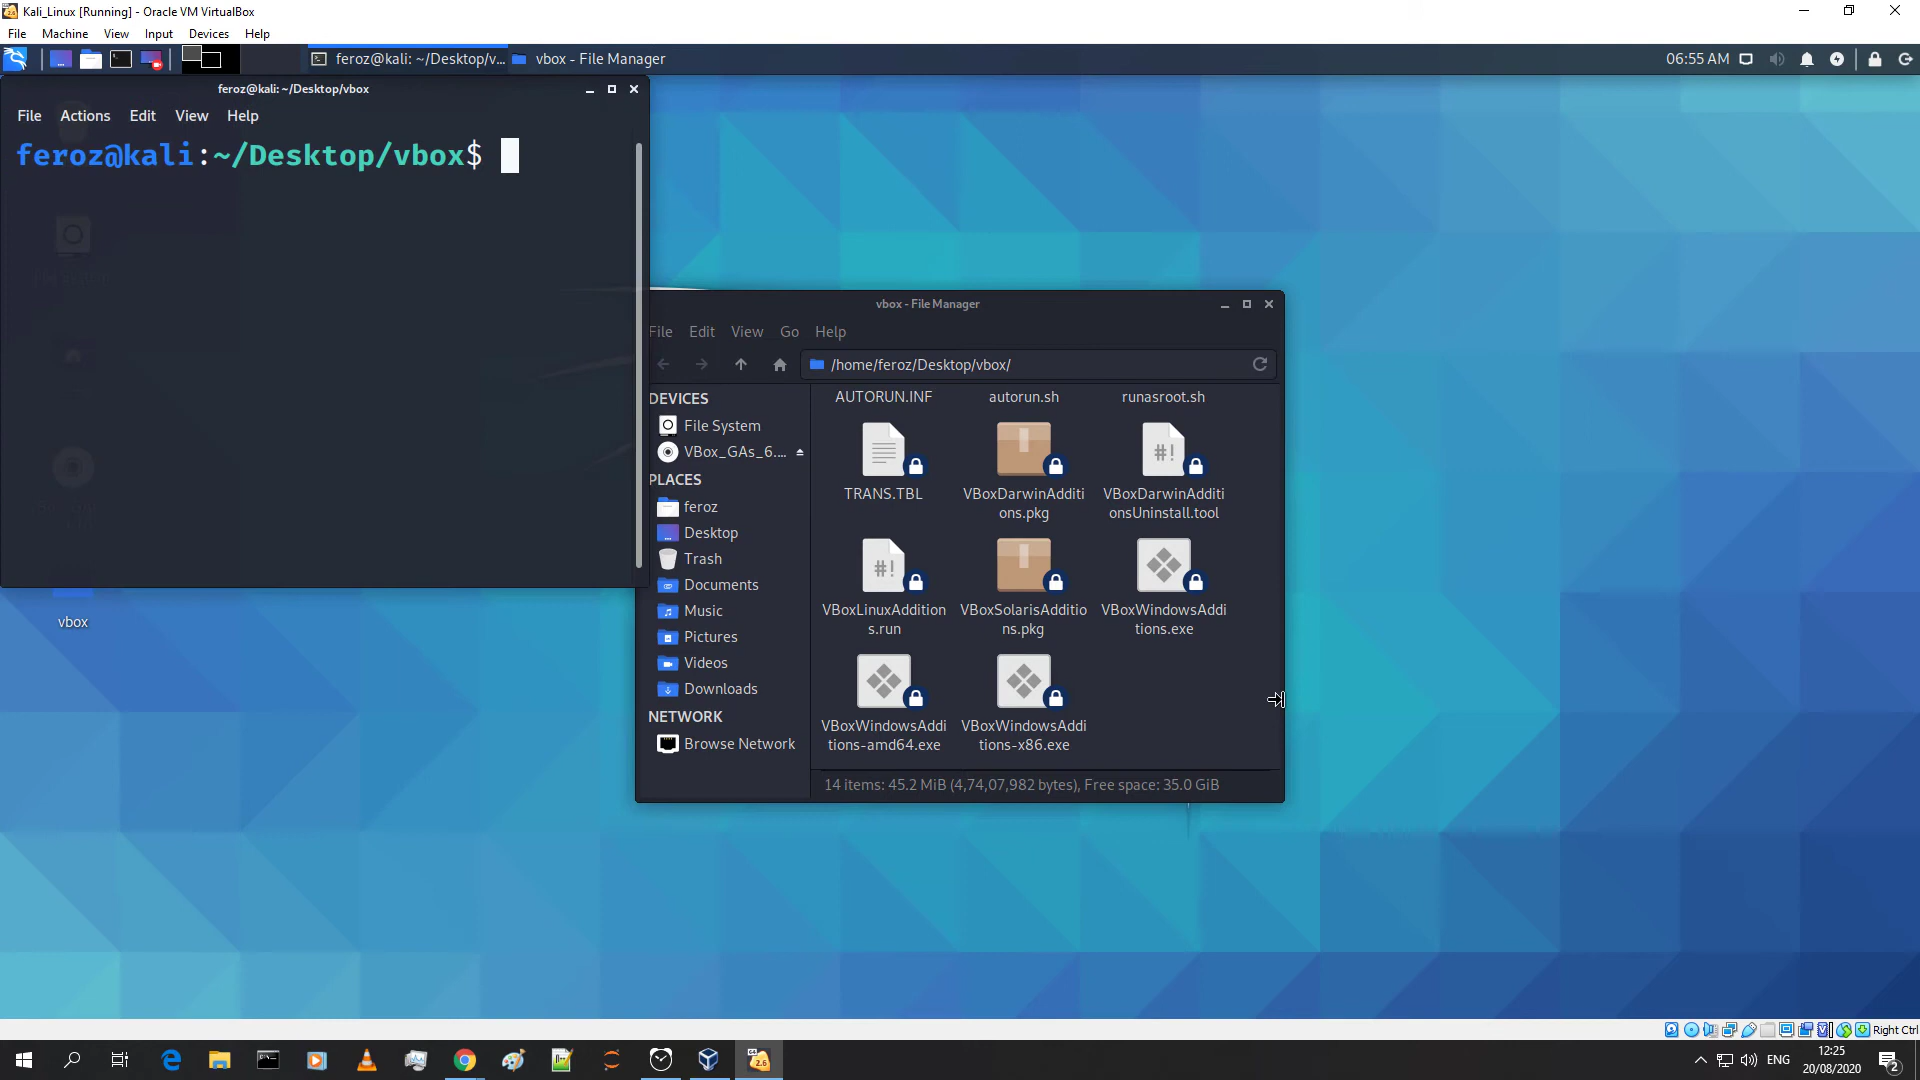 Kali_Linux [Running] - Oracle VM VirtualBox
File Machine View Input Devices Help
feroz@kali: ~/Desktop/v... vbox - File Manager 06:55 AM
feroz@kali: ~/Desktop/vbox
File Actions Edit View Help
feroz@kali:~/Desktop/vbox$
vbox
vbox - File Manager
File Edit View Go Help
/home/feroz/Desktop/vbox/
DEVICES
File System
VBox_GAs_6....
PLACES
feroz
Desktop
Trash
Documents
Music
Pictures
Videos
Downloads
NETWORK
Browse Network
AUTORUN.INF autorun.sh runasroot.sh
TRANS.TBL
VBoxDarwinAdditi
ons.pkg
VBoxDarwinAdditi
onsUninstall.tool
VBoxLinuxAddition
s.run
VBoxSolarisAdditio
ns.pkg
VBoxWindowsAddi
tions.exe
VBoxWindowsAddi
tions-amd64.exe
VBoxWindowsAddi
tions-x86.exe
14 items: 45.2 MiB (4,74,07,982 bytes), Free space: 35.0 GiB
Right Ctrl
ENG
12:25
20/08/2020
2